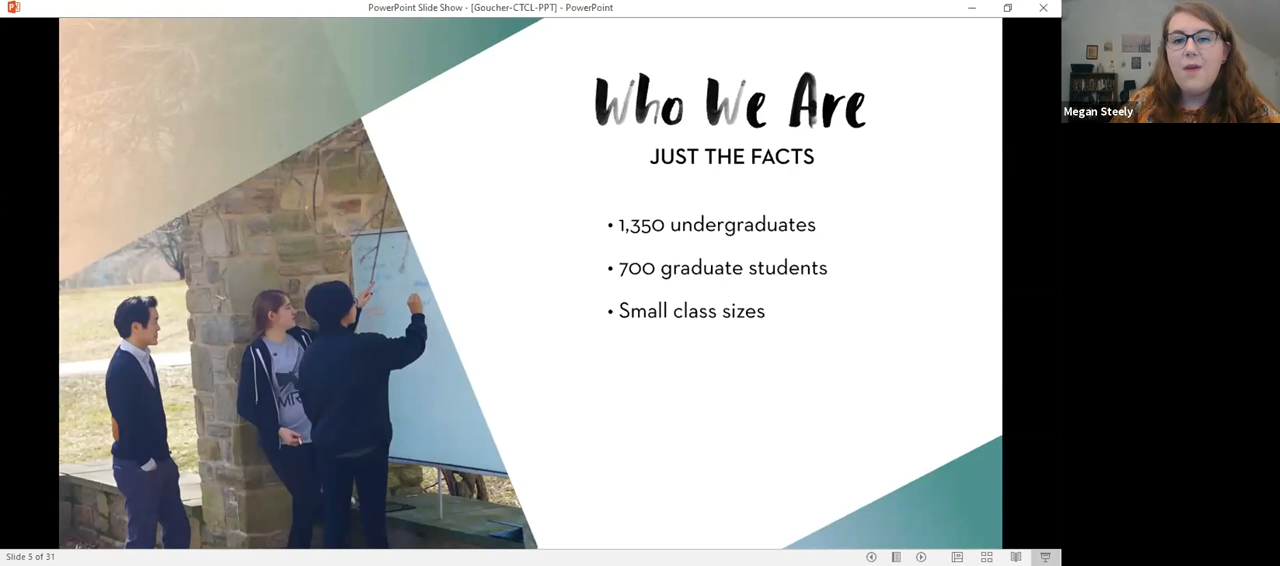 PowerPoint Slide Show - [Goucher-CTCL-PPT] - PowerPoint
Megan Steely
Who We Are
JUST THE FACTS
• 1,350 undergraduates
• 700 graduate students
• Small class sizes
MR
Slide 5 of 31